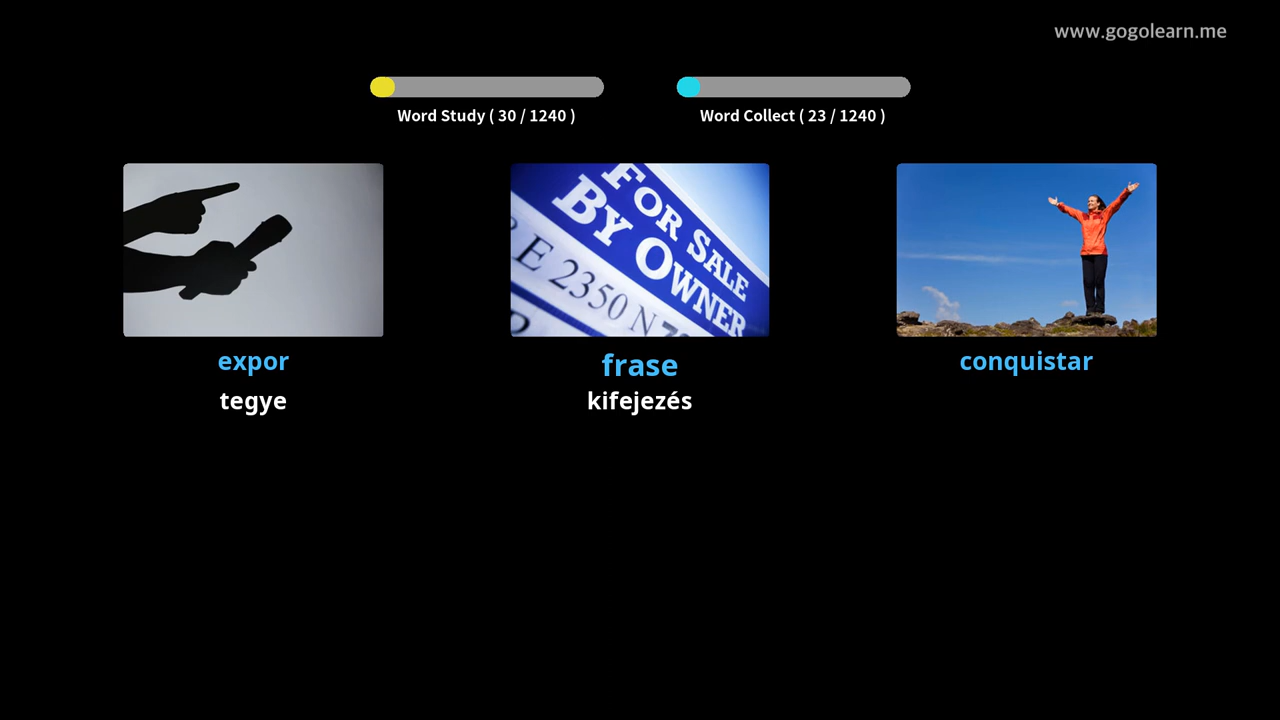 www.gogolearn.me
Word Study ( 30 / 1240 )
Word Collect ( 23 / 1240 )
FOR SALE
BY OWNER
E 2350 N
expor
frase
conquistar
tegye
kifejezés